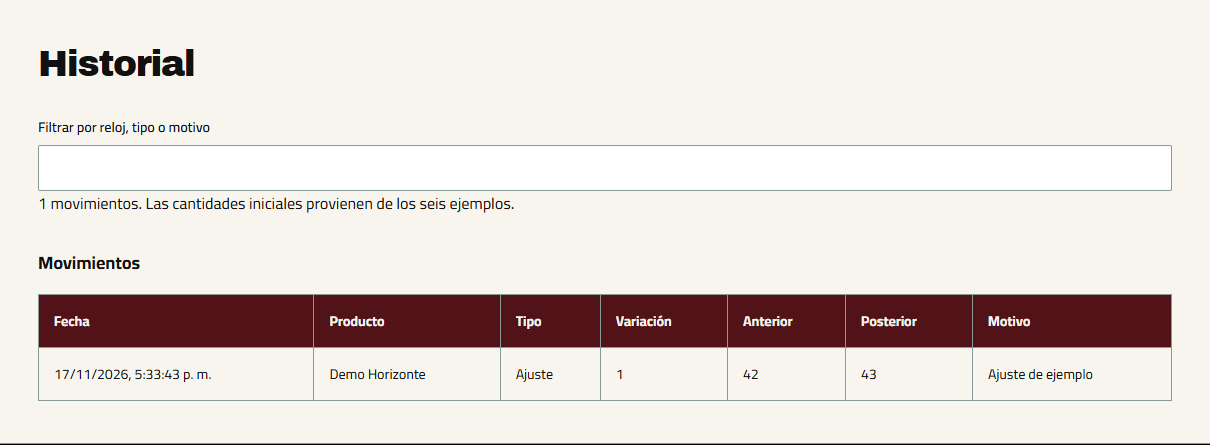 Historial
Filtrar por reloj, tipo o motivo
1 movimientos. Las cantidades iniciales provienen de los seis ejemplos.
Movimientos
Fecha Producto Tipo Variación Anterior Posterior Motivo
17/11/2026, 5:33:43 p. m. Demo Horizonte Ajuste 1 42 43 Ajuste de ejemplo